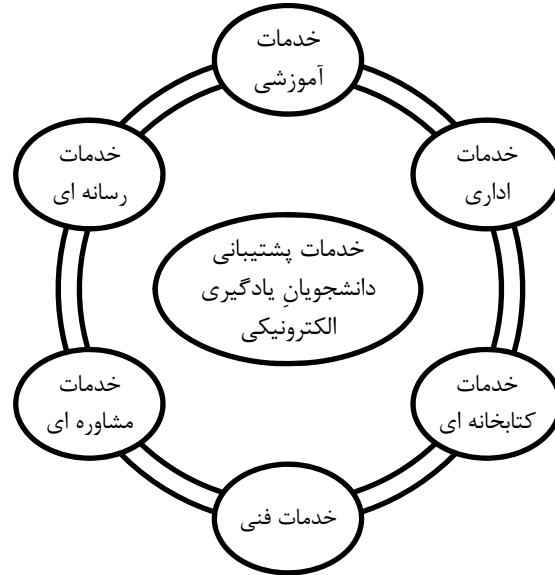 خدمات
آموزشی
خدمات
اداری
خدمات
رسانه ای
خدمات پشتیبانی
دانشجویانِ یادگیری
الکترونیکی
خدمات
کتابخانه ای
خدمات
مشاوره ای
خدمات فنی